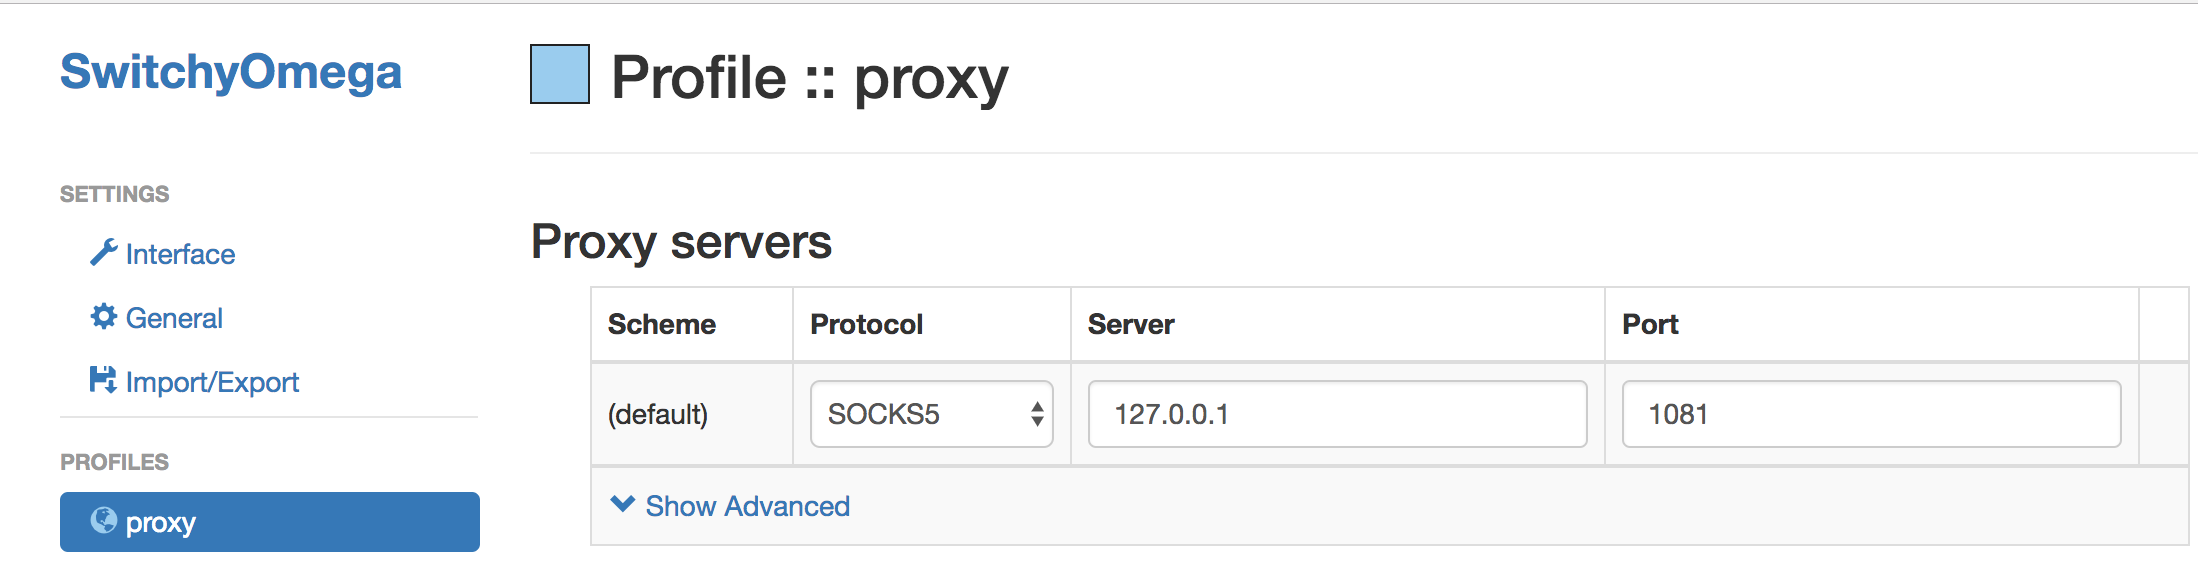 SwitchyOmega
SETTINGS
Interface
General
Import/Export
PROFILES
proxy
Profile :: proxy
Proxy servers
Scheme Protocol Server Port
(default) SOCKS5 127.0.0.1 1081
Show Advanced